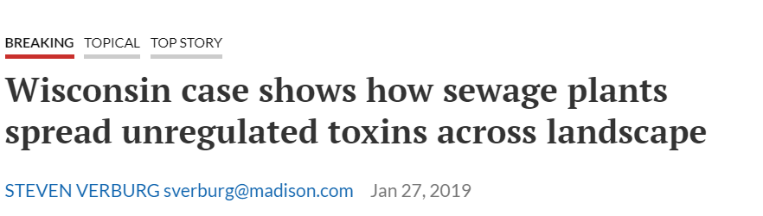 BREAKING TOPICAL TOP STORY
Wisconsin case shows how sewage plants
spread unregulated toxins across landscape
STEVEN VERBURG sverburg@madison.com Jan 27, 2019